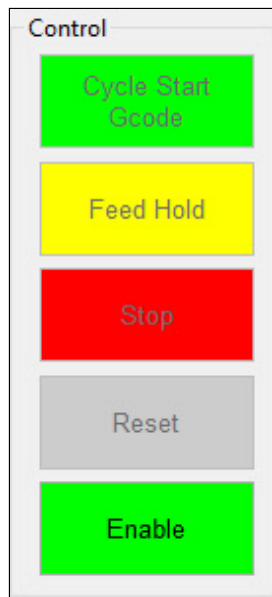 Control
Cycle Start
Gcode
Feed Hold
Stop
Reset
Enable